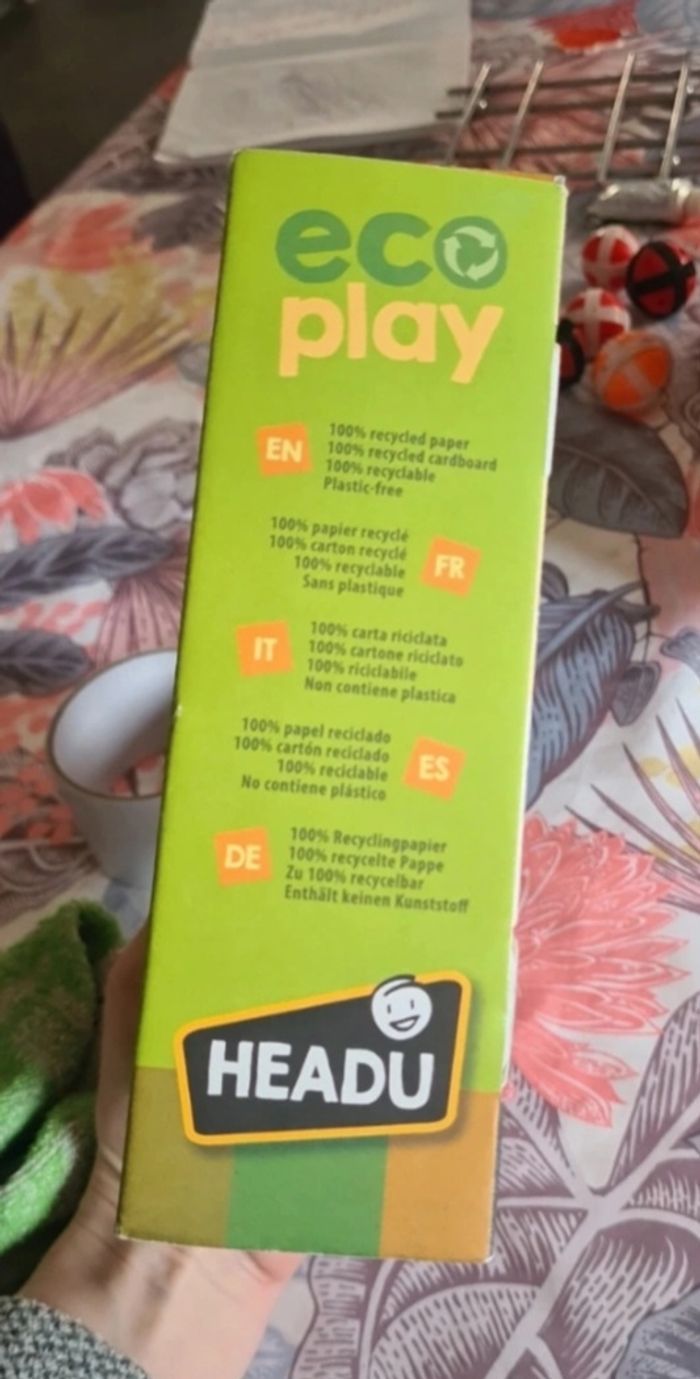 eco
play
EN
100% recycled paper
100% recycled cardboard
100% recyclable
Plastic-free
100% papier recyclé
100% carton recyclé
100% recyclable
Sans plastique
FR
IT
100% carta riciclata
100% cartone riciclato
100% riciclabile
Non contiene plastica
100% papel reciclado
100% cartón reciclado
100% reciclable
No contiene plástico
ES
DE
100% Recyclingpapier
100% recycelte Pappe
Zu 100% recycelbar
Enthält keinen Kunststoff
HEADU